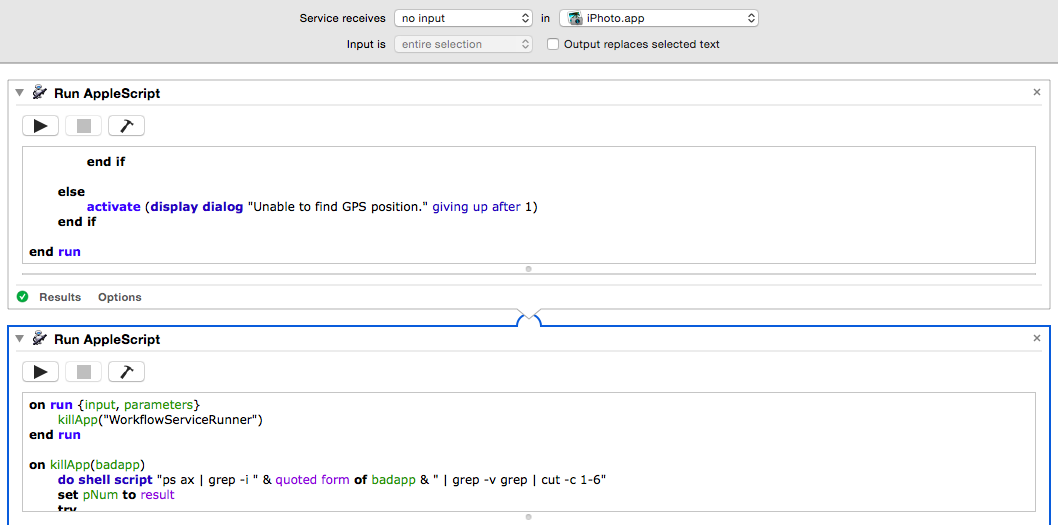 Service receives no input in iPhoto.app
Input is entire selection Output replaces selected text
Run AppleScript
end if
else
activate (display dialog "Unable to find GPS position." giving up after 1)
end if
end run
Results Options
Run AppleScript
on run {input, parameters}
killApp("WorkflowServiceRunner")
end run
on killApp(badapp)
do shell script "ps ax | grep -i " & quoted form of badapp & " | grep -v grep | cut -c 1-6"
set pNum to result
try